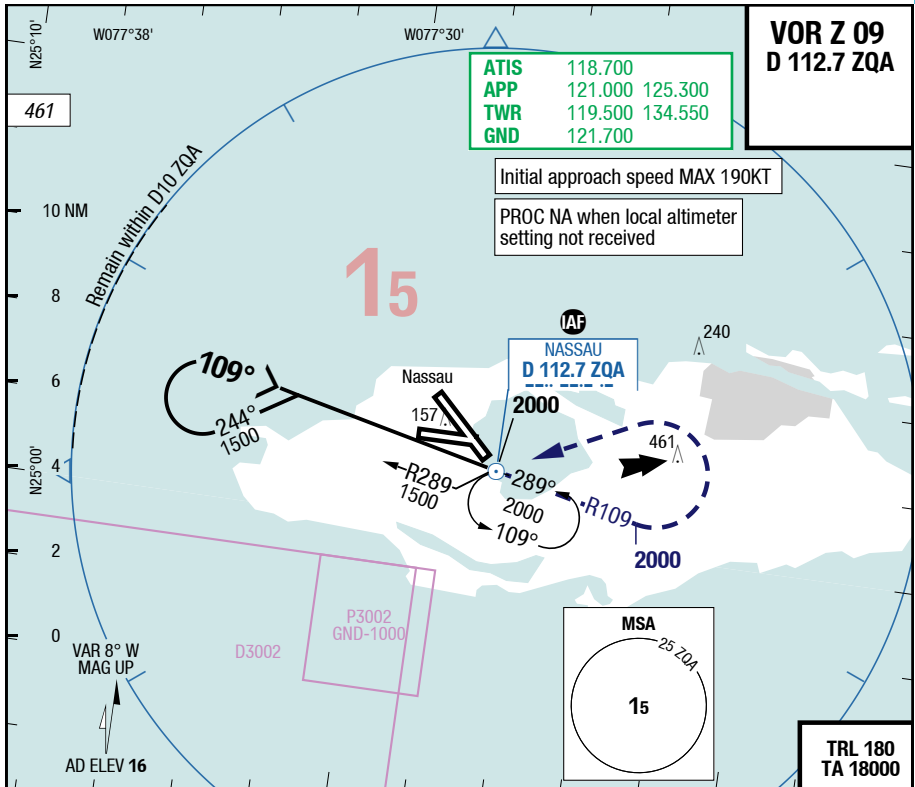 N25°10'
W077°38'
W077°30'
VOR Z 09
D 112.7 ZQA
ATIS 118.700
APP 121.000 125.300
TWR 119.500 134.550
GND 121.700
461
Remain within D10 ZQA
Initial approach speed MAX 190KT
PROC NA when local altimeter
setting not received
10 NM
8
15
IAF
240
NASSAU
D 112.7 ZQA
6
109°
Nassau
2000
244°
1500
157
461
N25°00'
4
R289
1500
289°
2000
109°
R109
2000
2
P3002
GND-1000
D3002
0
VAR 8° W
MAG UP
AD ELEV 16
MSA
25 ZQA
15
TRL 180
TA 18000